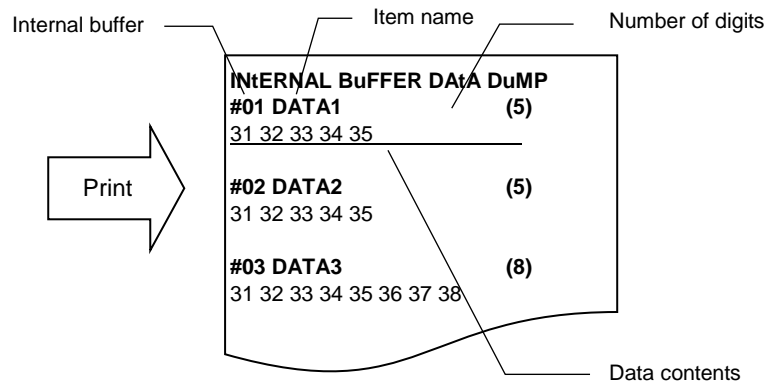 Internal buffer Item name Number of digits
INtERNAL BuFFER DAtA DuMP
#01 DATA1 (5)
31 32 33 34 35
Print
#02 DATA2 (5)
31 32 33 34 35
#03 DATA3 (8)
31 32 33 34 35 36 37 38
Data contents